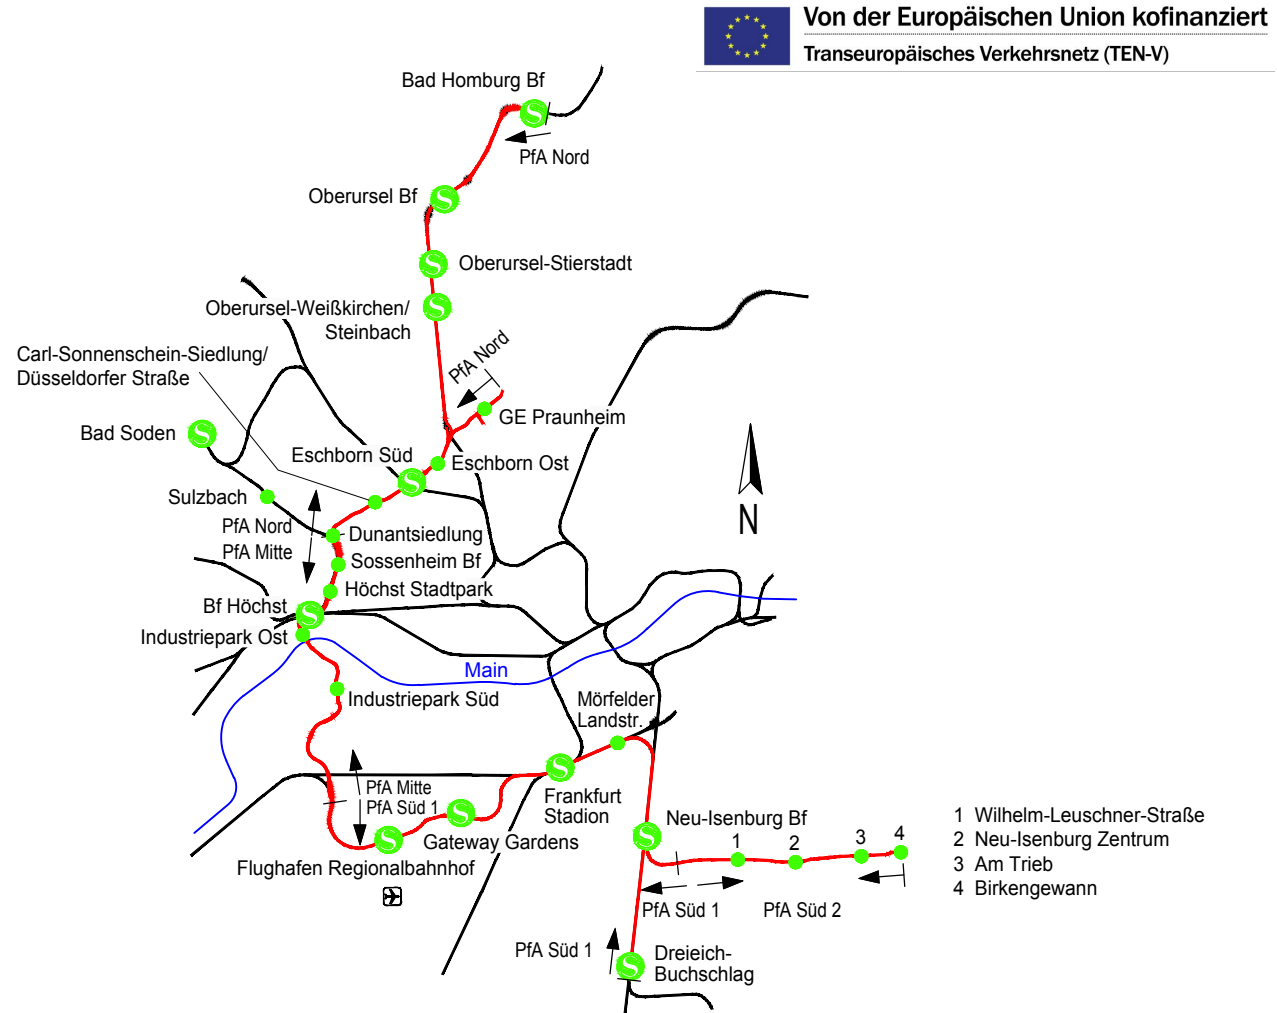 Von der Europäischen Union kofinanziert
Transeuropäisches Verkehrsnetz (TEN-V)
Bad Homburg Bf
PfA Nord
Oberursel Bf
Oberursel-Stierstadt
Oberursel-Weißkirchen/
Steinbach
Carl-Sonnenschein-Siedlung/
Düsseldorfer Straße
PfA Nord
GE Praunheim
Bad Soden
Eschborn Süd
Eschborn Ost
Sulzbach
PfA Nord
PfA Mitte
Dunantsiedlung
Sossenheim Bf
Höchst Stadtpark
Bf Höchst
Industriepark Ost
N
Main
Industriepark Süd
Mörfelder
Landstr.
PfA Mitte
PfA Süd 1
Frankfurt
Stadion
Gateway Gardens
Flughafen Regionalbahnhof
Neu-Isenburg Bf
1
2
3
4
PfA Süd 1
PfA Süd 2
PfA Süd 1
Dreieich-
Buchschlag
1 Wilhelm-Leuschner-Straße
2 Neu-Isenburg Zentrum
3 Am Trieb
4 Birkengewann